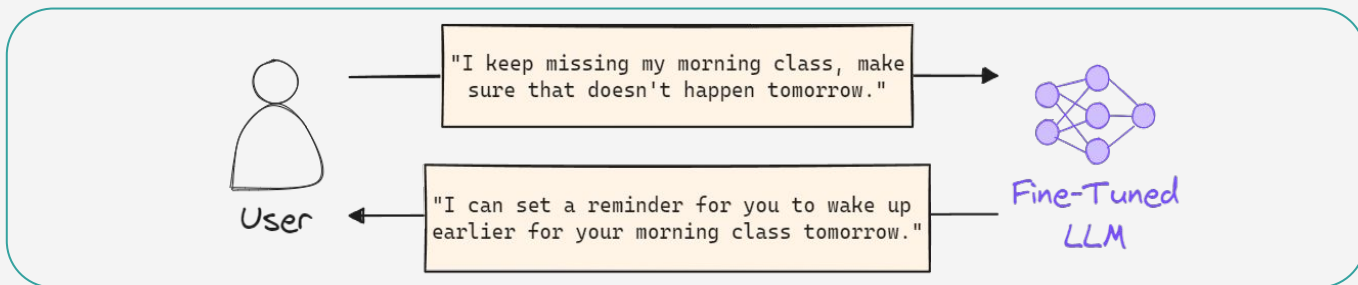 "I keep missing my morning class, make
sure that doesn't happen tomorrow."
"I can set a reminder for you to wake up
earlier for your morning class tomorrow."
User
Fine-Tuned
LLM